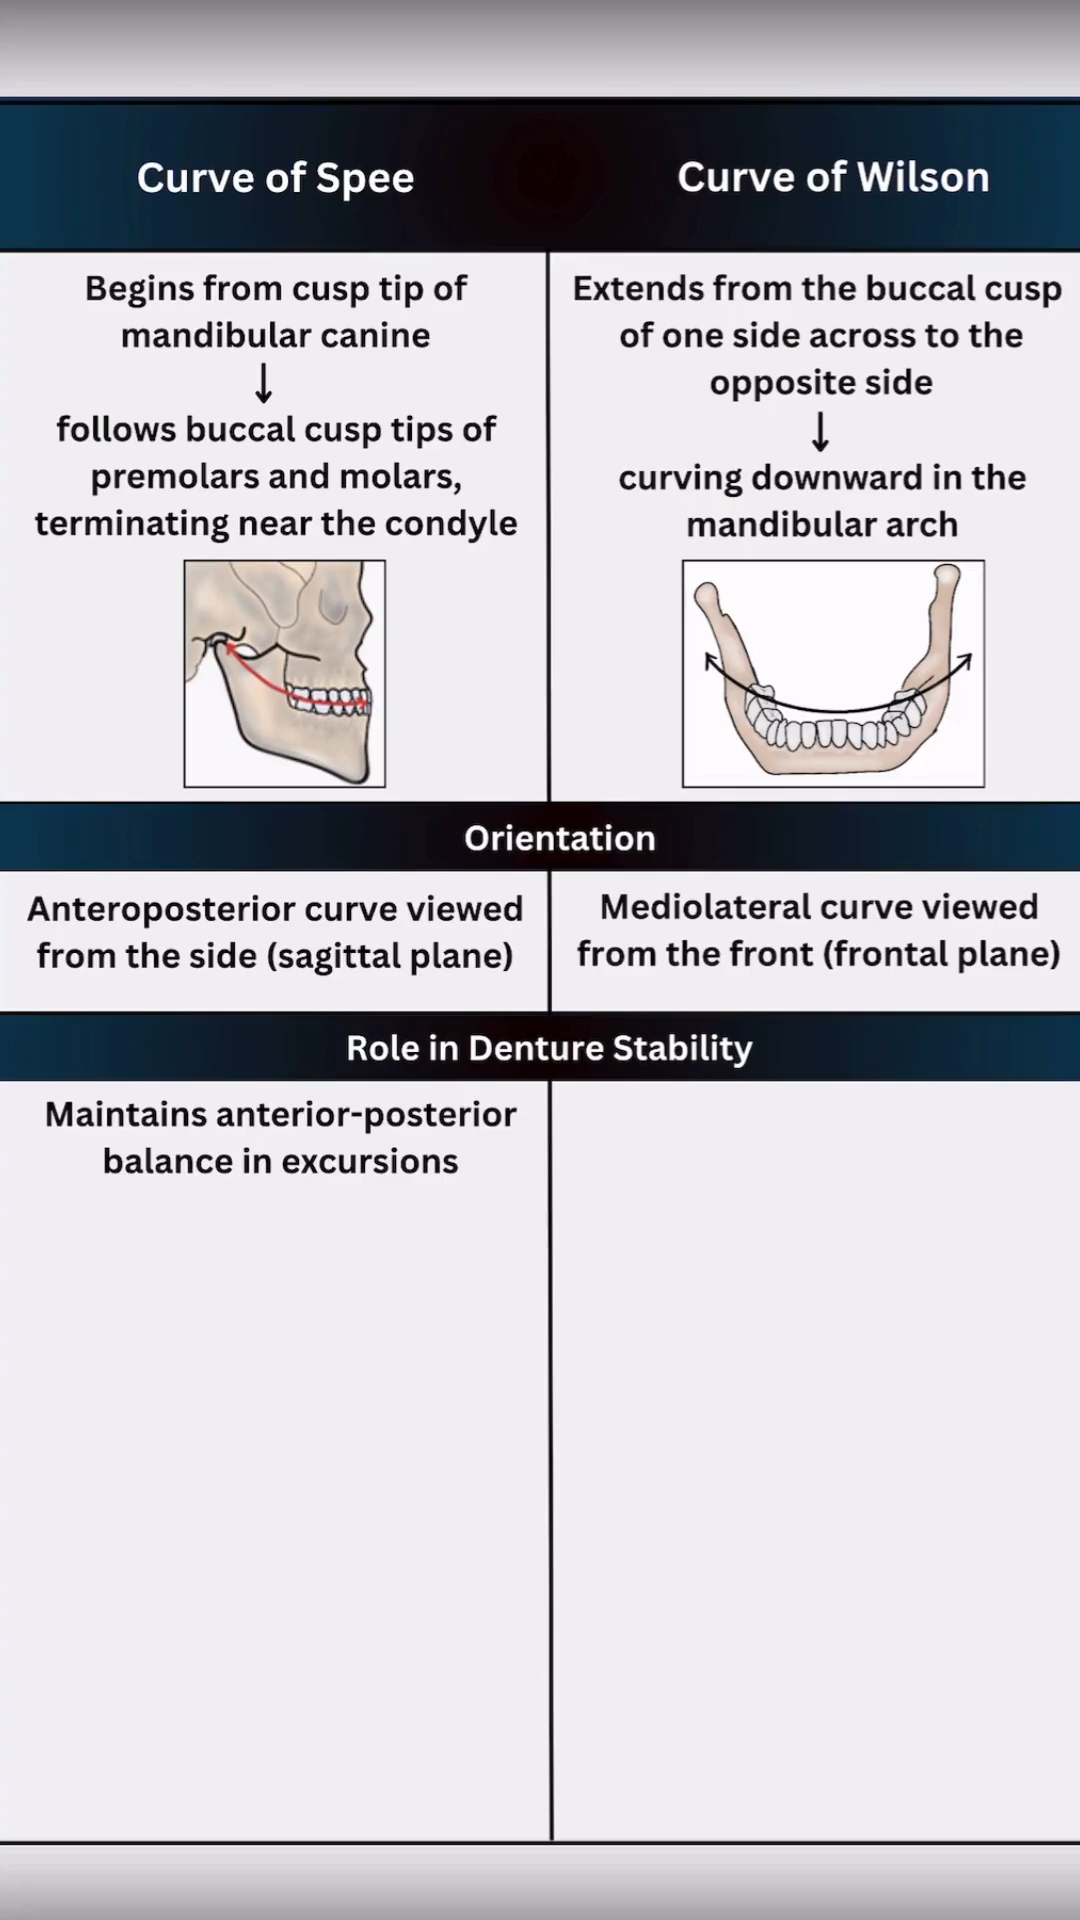 Curve of Spee
Curve of Wilson
Begins from cusp tip of
mandibular canine
↓
follows buccal cusp tips of
premolars and molars,
terminating near the condyle
Extends from the buccal cusp
of one side across to the
opposite side
↓
curving downward in the
mandibular arch
Orientation
Anteroposterior curve viewed
from the side (sagittal plane)
Mediolateral curve viewed
from the front (frontal plane)
Role in Denture Stability
Maintains anterior-posterior
balance in excursions